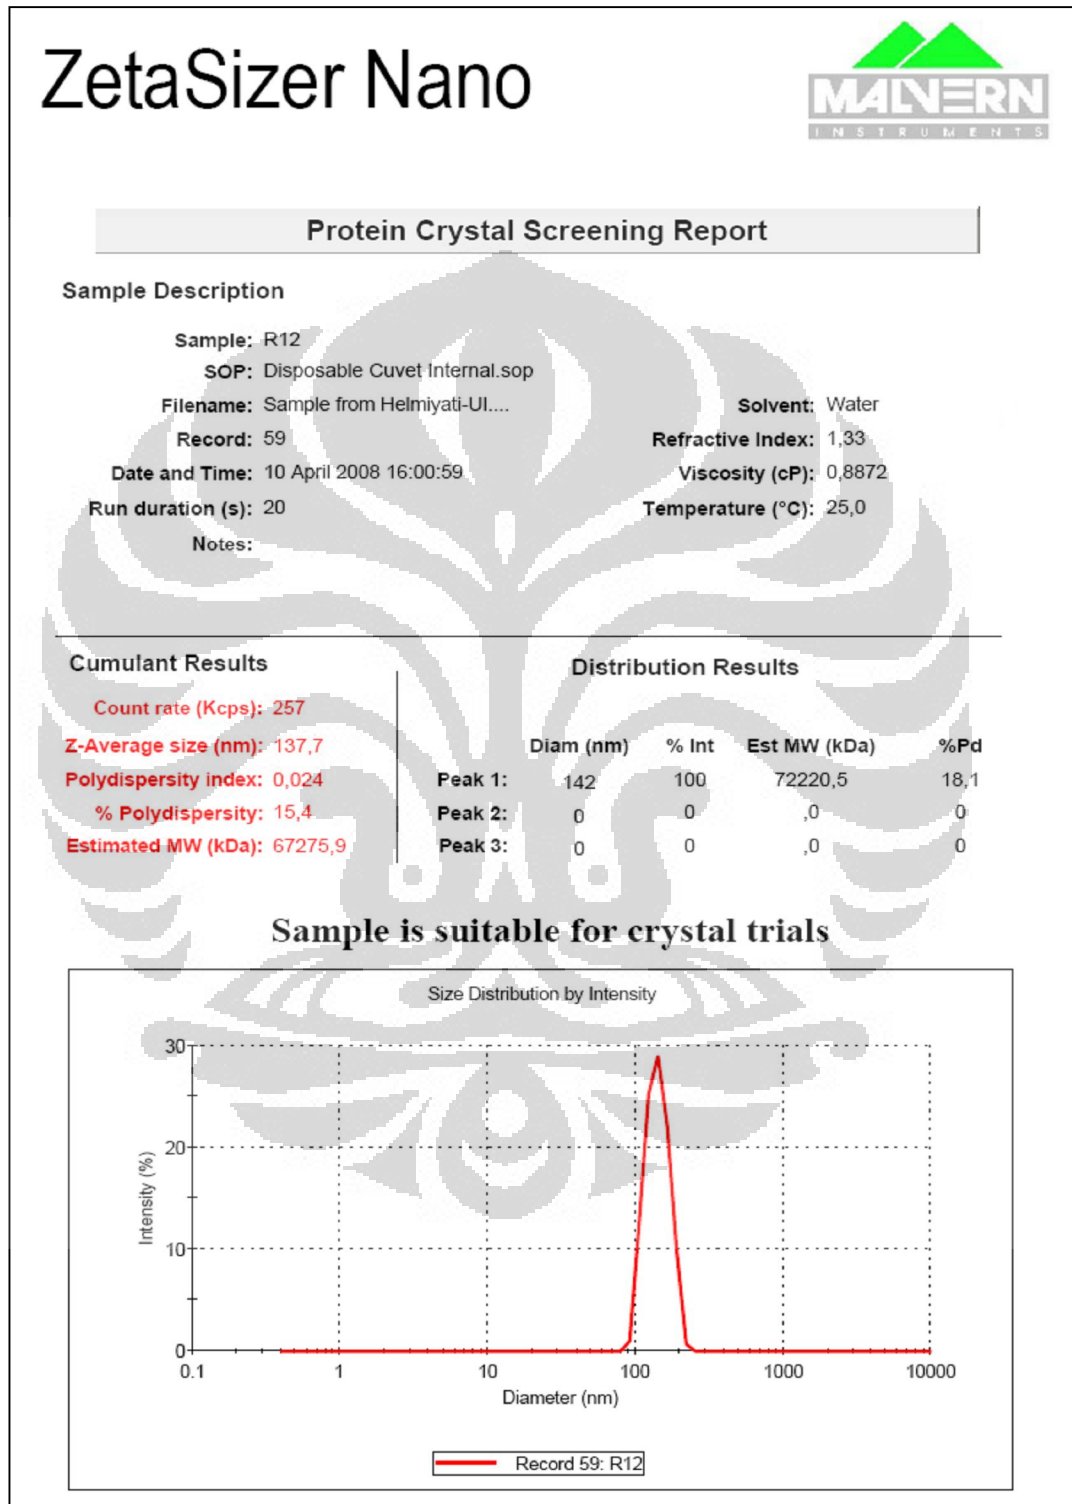 ZetaSizer Nano
MALVERN
INSTRUMENTS
Protein Crystal Screening Report
Sample Description
Sample: R12
SOP: Disposable Cuvet Internal.sop
Filename: Sample from Helmiyati-UI....
Solvent: Water
Record: 59
Refractive Index: 1,33
Date and Time: 10 April 2008 16:00:59
Viscosity (cP): 0,8872
Run duration (s): 20
Temperature (°C): 25,0
Notes:
Cumulant Results
Count rate (Kcps): 257
Z-Average size (nm): 137,7
Polydispersity index: 0,024
% Polydispersity: 15,4
Estimated MW (kDa): 67275,9
Distribution Results
Diam (nm) % Int Est MW (kDa) %Pd
Peak 1: 142 100 72220,5 18,1
Peak 2: 0 0 ,0 0
Peak 3: 0 0 ,0 0
Sample is suitable for crystal trials
Size Distribution by Intensity
30
20
10
0
Intensity (%)
0.1 1 10 100 1000 10000
Diameter (nm)
Record 59: R12